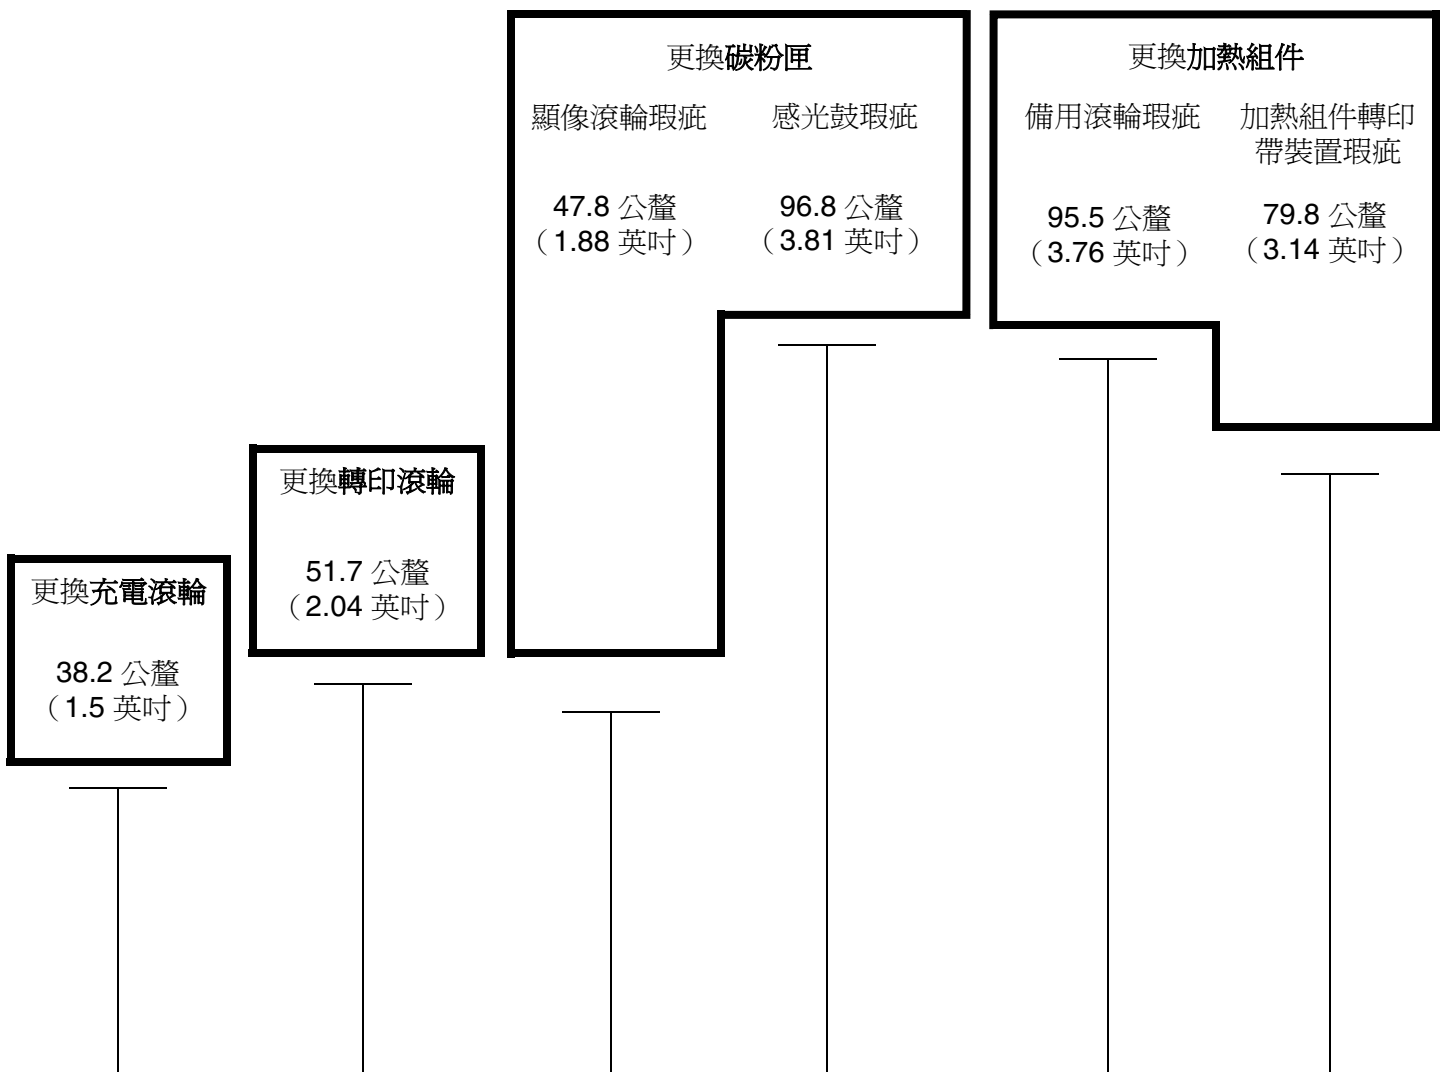 更換碳粉匣
顯像滾輪瑕疵
47.8 公釐
（1.88 英吋）
感光鼓瑕疵
96.8 公釐
（3.81 英吋）
更換加熱組件
備用滾輪瑕疵
95.5 公釐
（3.76 英吋）
加熱組件轉印
帶裝置瑕疵
79.8 公釐
（3.14 英吋）
更換轉印滾輪
51.7 公釐
（2.04 英吋）
更換充電滾輪
38.2 公釐
（1.5 英吋）